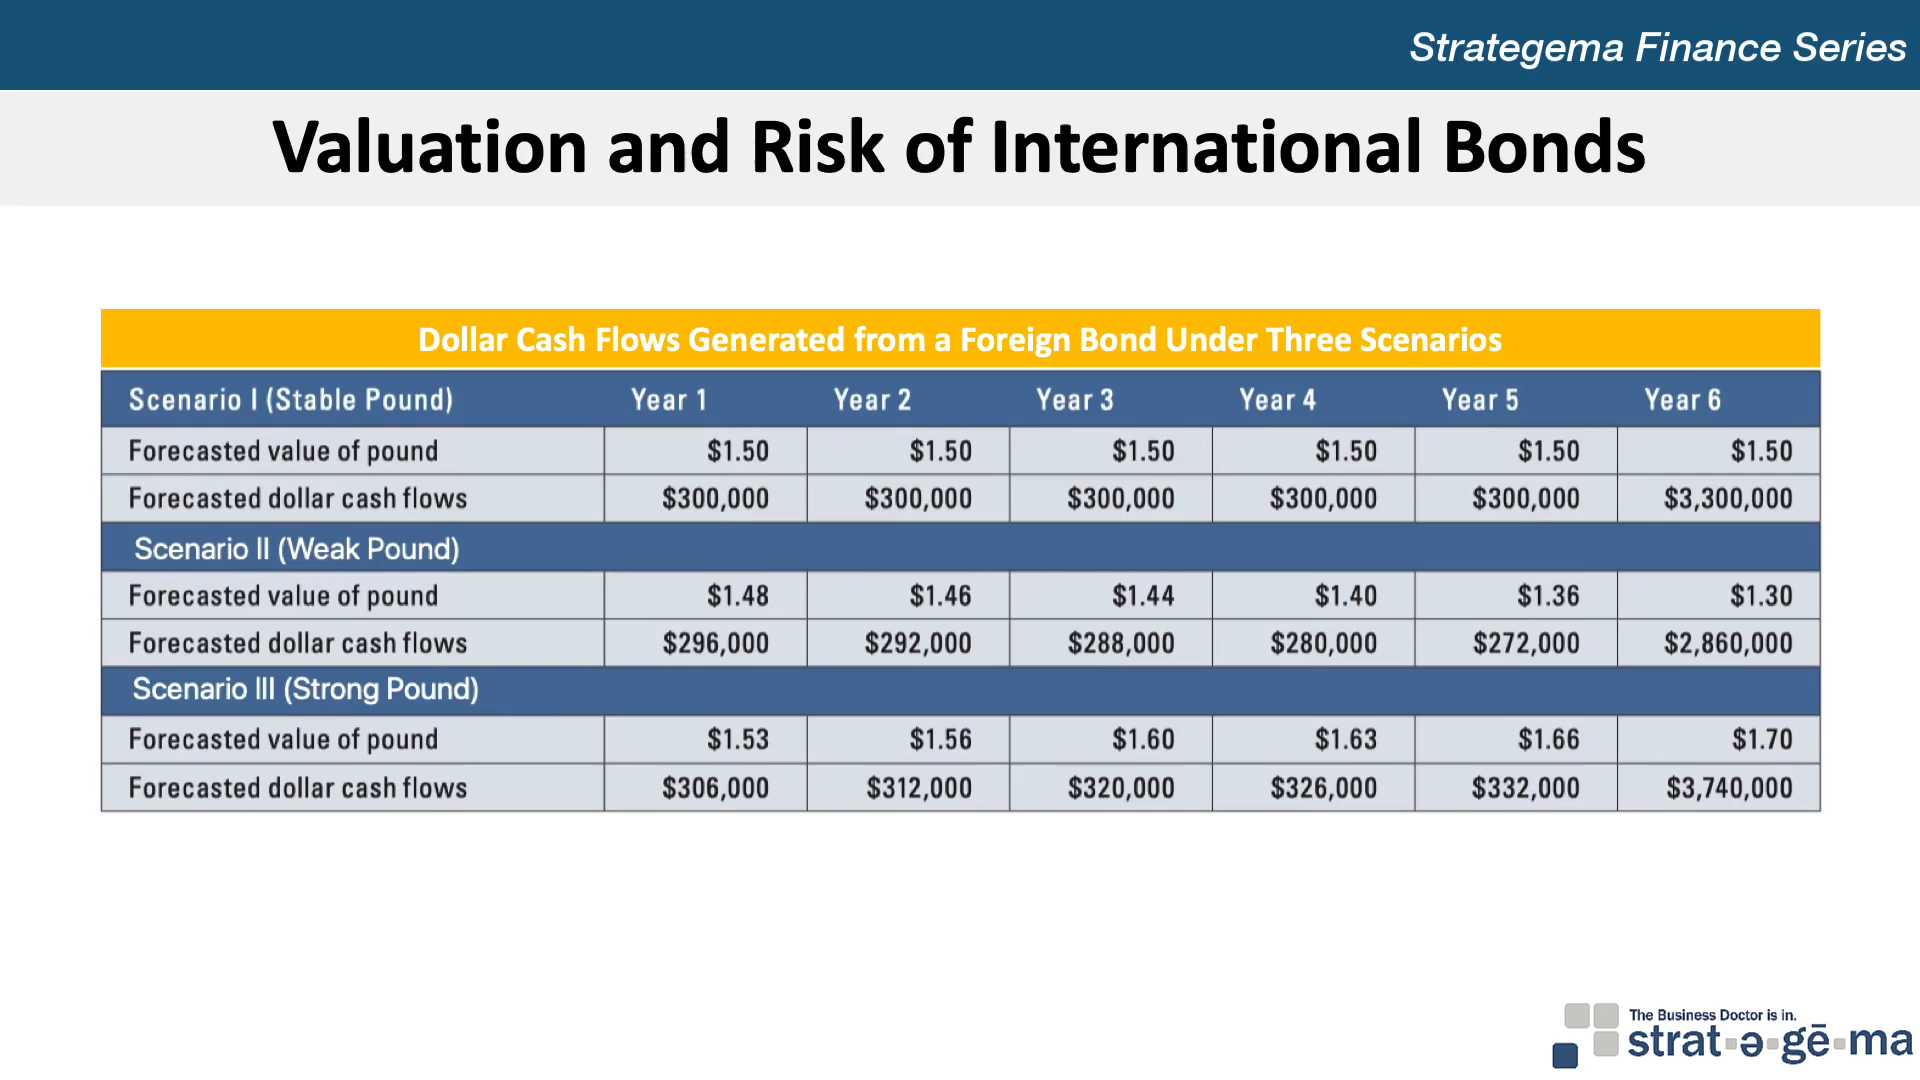 Strategema Finance Series
Valuation and Risk of International Bonds
Dollar Cash Flows Generated from a Foreign Bond Under Three Scenarios
Scenario I (Stable Pound) Year 1 Year 2 Year 3 Year 4 Year 5 Year 6
Forecasted value of pound $1.50 $1.50 $1.50 $1.50 $1.50 $1.50
Forecasted dollar cash flows $300,000 $300,000 $300,000 $300,000 $300,000 $3,300,000
Scenario II (Weak Pound)
Forecasted value of pound $1.48 $1.46 $1.44 $1.40 $1.36 $1.30
Forecasted dollar cash flows $296,000 $292,000 $288,000 $280,000 $272,000 $2,860,000
Scenario III (Strong Pound)
Forecasted value of pound $1.53 $1.56 $1.60 $1.63 $1.66 $1.70
Forecasted dollar cash flows $306,000 $312,000 $320,000 $326,000 $332,000 $3,740,000
The Business Doctor is in.
strat▪ə▪gē▪ma